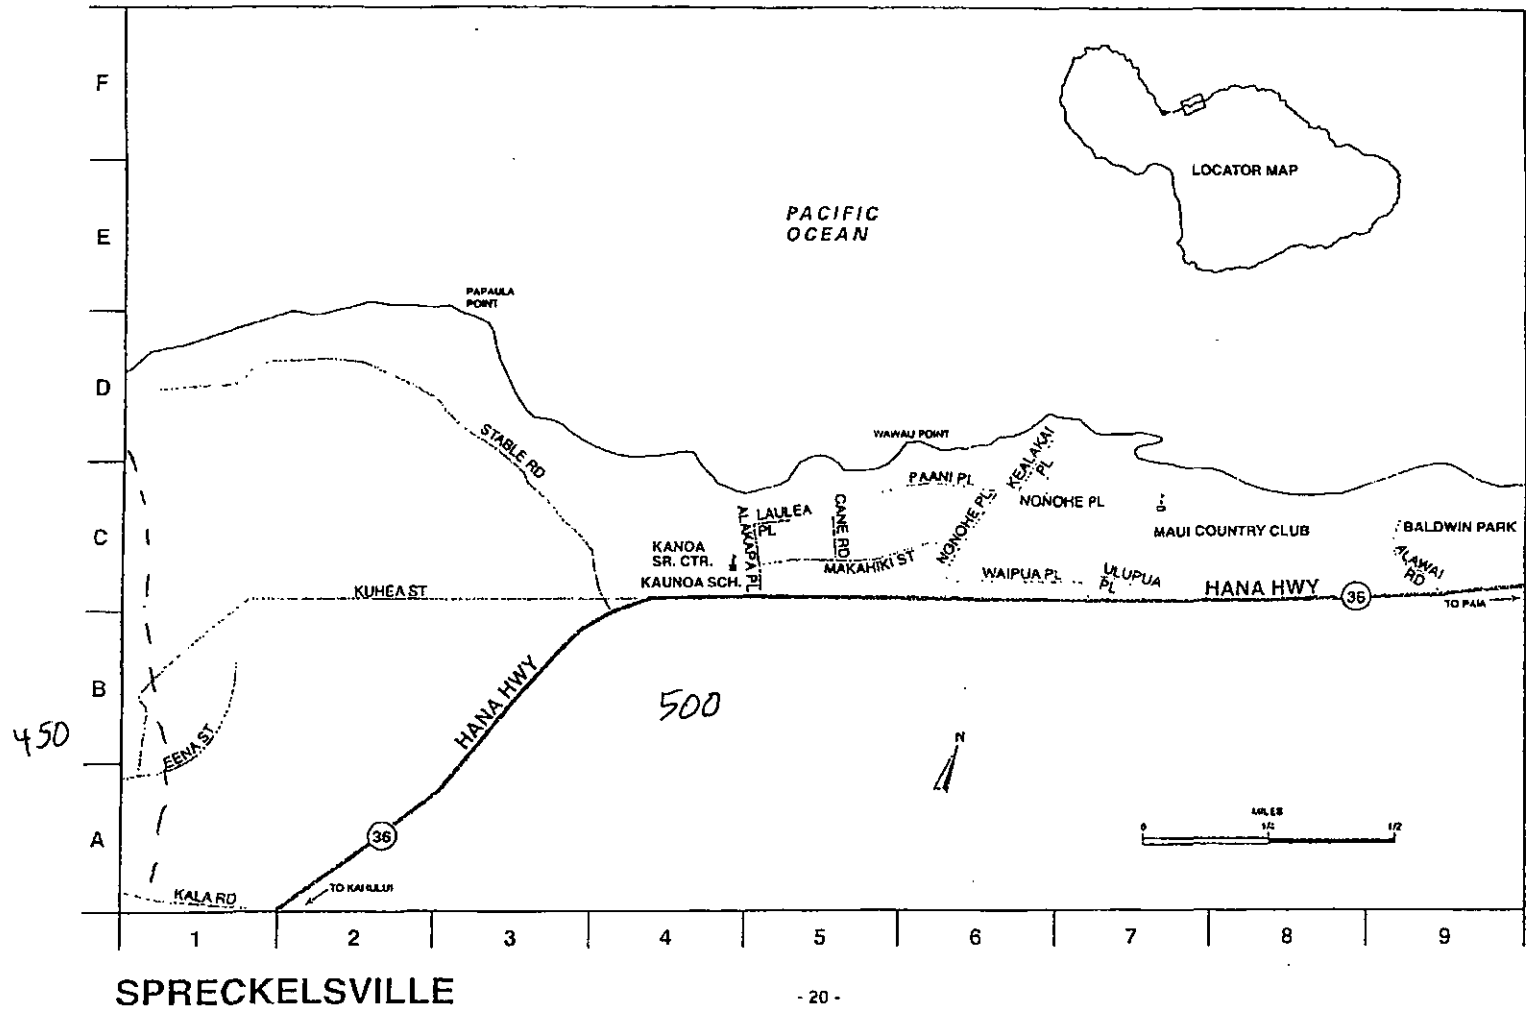 F
LOCATOR MAP
E
PACIFIC
OCEAN
PAPAULA
POINT
D
STABLE RD
WAWAU POINT
KEALAKAI
PL
PAANI PL
NONOHE PL
NONOHE PL
C
LAULEA
PL
ALAKAPA PL
CANE RD
MAKAHIKI ST
KANOA
SR. CTR.
KAUNOA SCH.
MAUI COUNTRY CLUB
BALDWIN PARK
ALAWAI
RD
WAIPUA PL
ULUPUA
PL
KUHEA ST
HANA HWY
36
TO PAIA
B
HANA HWY
500
450
EENA ST
N
A
36
MILES
0 1/4 1/2
KALA RD
TO KAHULUI
1 2 3 4 5 6 7 8 9
SPRECKELSVILLE
- 20 -